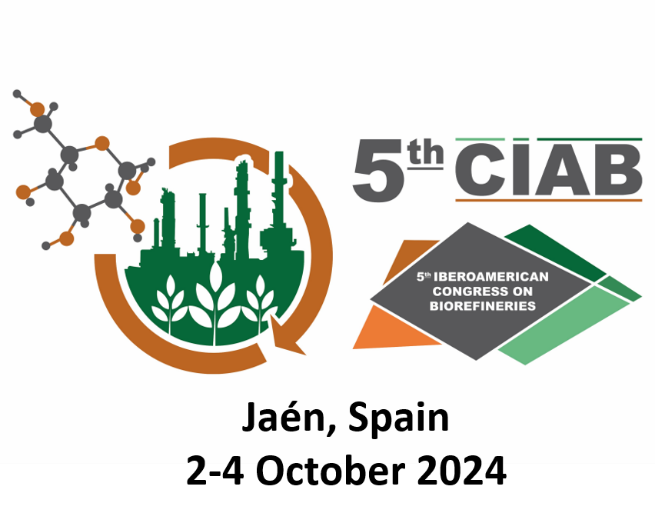 5th CIAB
5th IBEROAMERICAN
CONGRESS ON
BIOREFINERIES
Jaén, Spain
2-4 October 2024